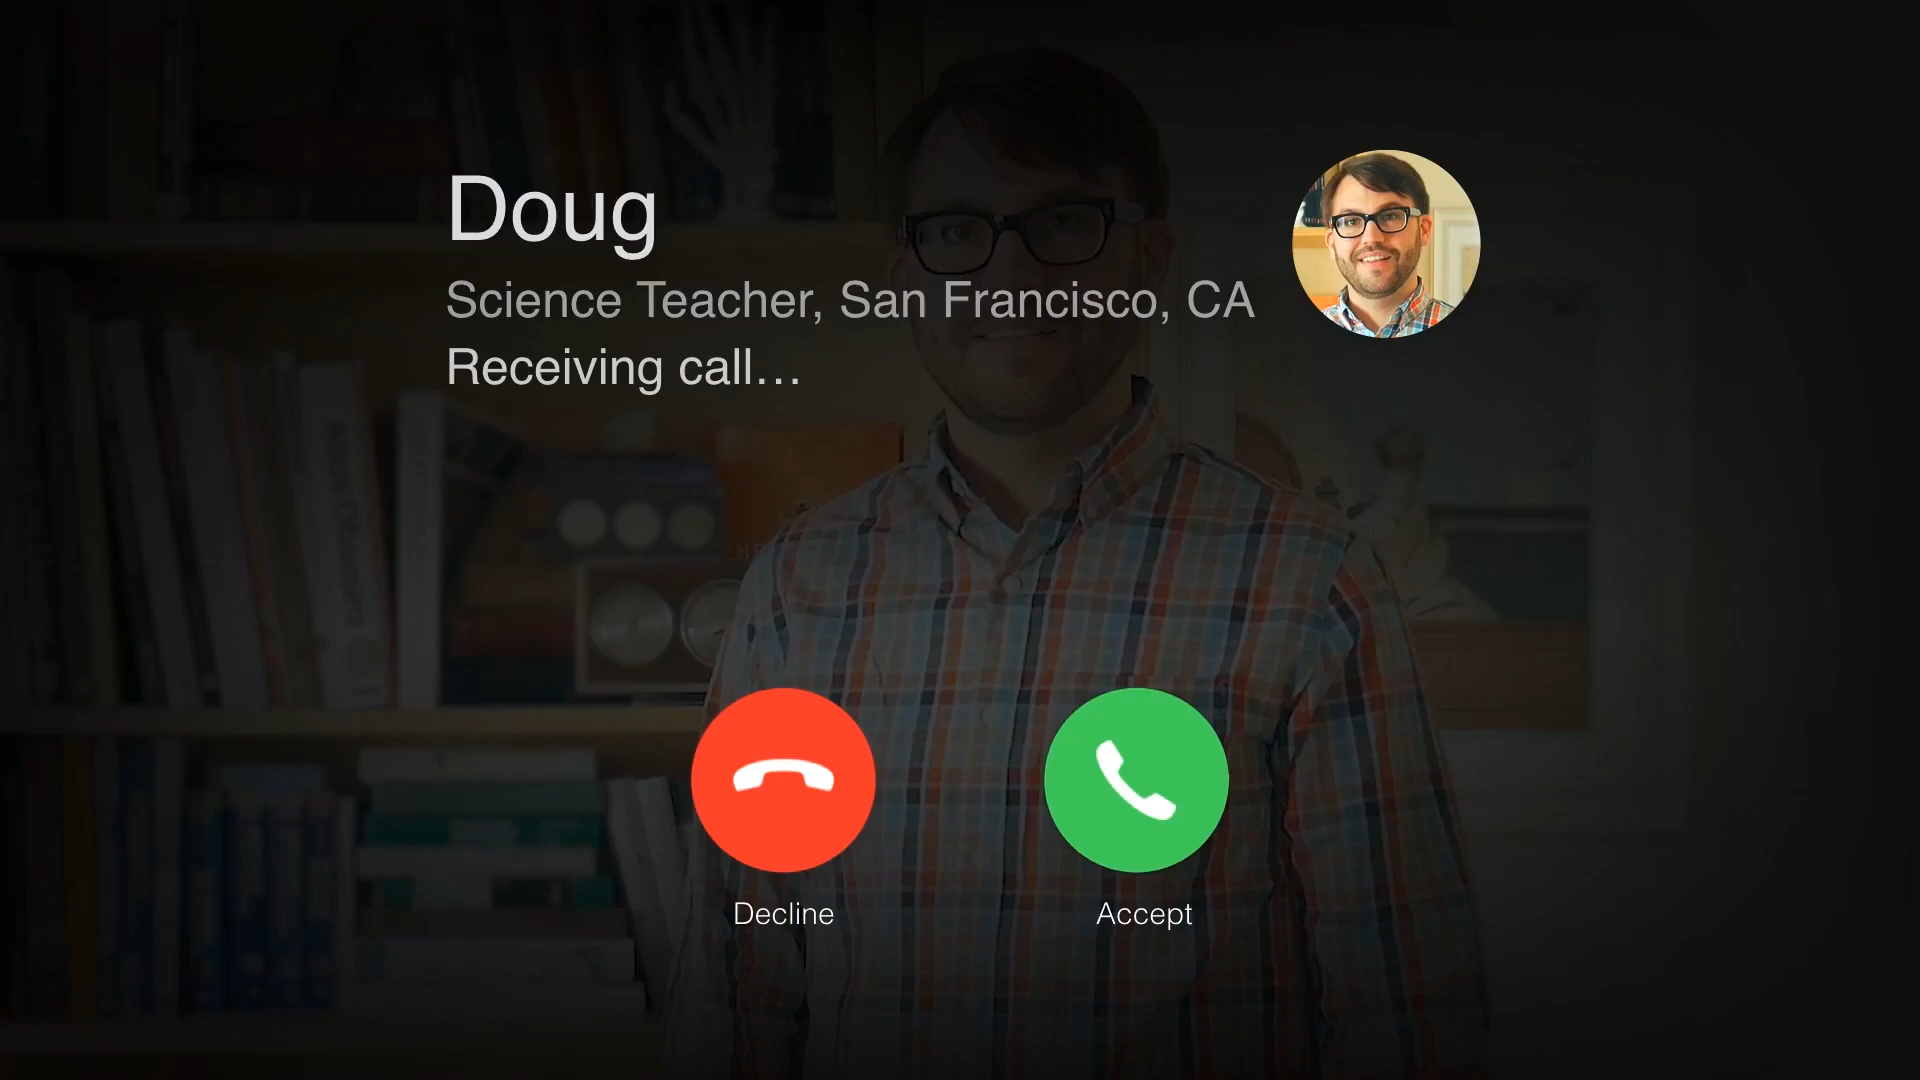 Doug
Science Teacher, San Francisco, CA
Receiving call…
Decline
Accept